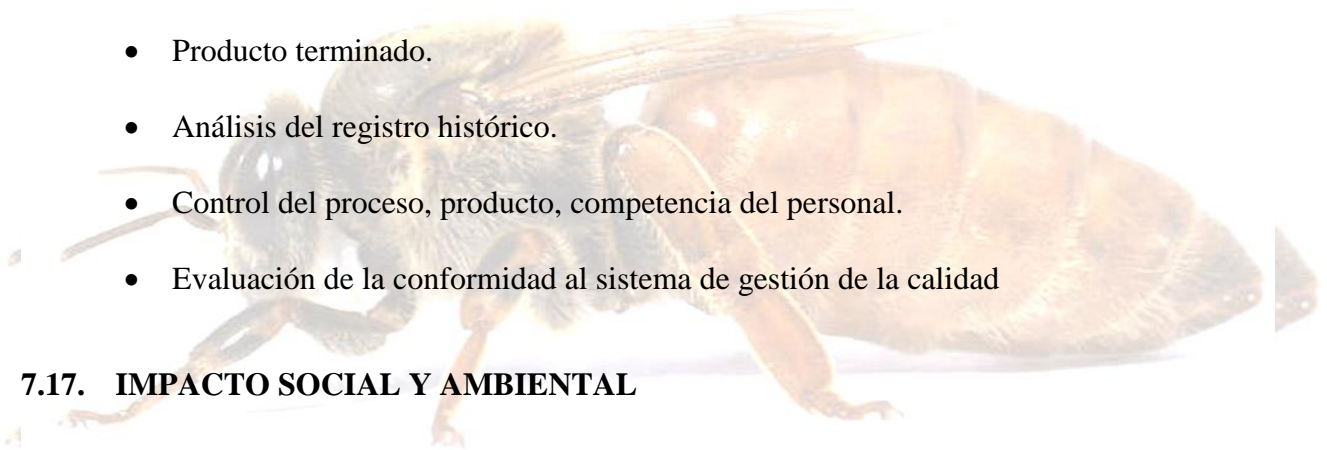 • Producto terminado.
• Análisis del registro histórico.
• Control del proceso, producto, competencia del personal.
• Evaluación de la conformidad al sistema de gestión de la calidad
7.17. IMPACTO SOCIAL Y AMBIENTAL